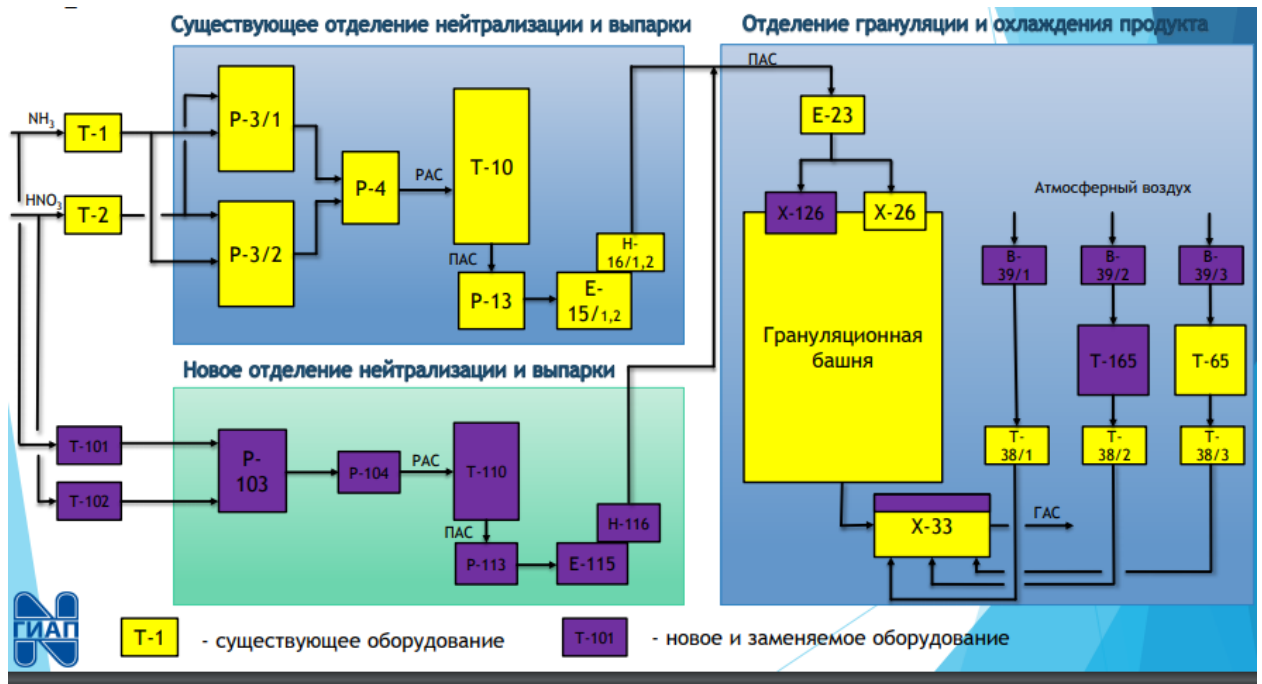 Существующее отделение нейтрализации и выпарки
Отделение грануляции и охлаждения продукта
ПАС
NH3
Т-1
Р-3/1
Т-10
Е-23
HNO3
Т-2
Р-4
РАС
Атмосферный воздух
Х-126
Х-26
Р-3/2
ПАС
Н-
16/1,2
В-
39/1
В-
39/2
В-
39/3
Р-13
Е-
15/1,2
Грануляционная
башня
Т-165
Т-65
Новое отделение нейтрализации и выпарки
Т-101
Р-
103
Р-104
РАС
Т-110
Т-
38/1
Т-
38/2
Т-
38/3
Т-102
Н-116
ПАС
Р-113
Е-115
Х-33
ГАС
ГИАП
Т-1
- существующее оборудование
Т-101
- новое и заменяемое оборудование